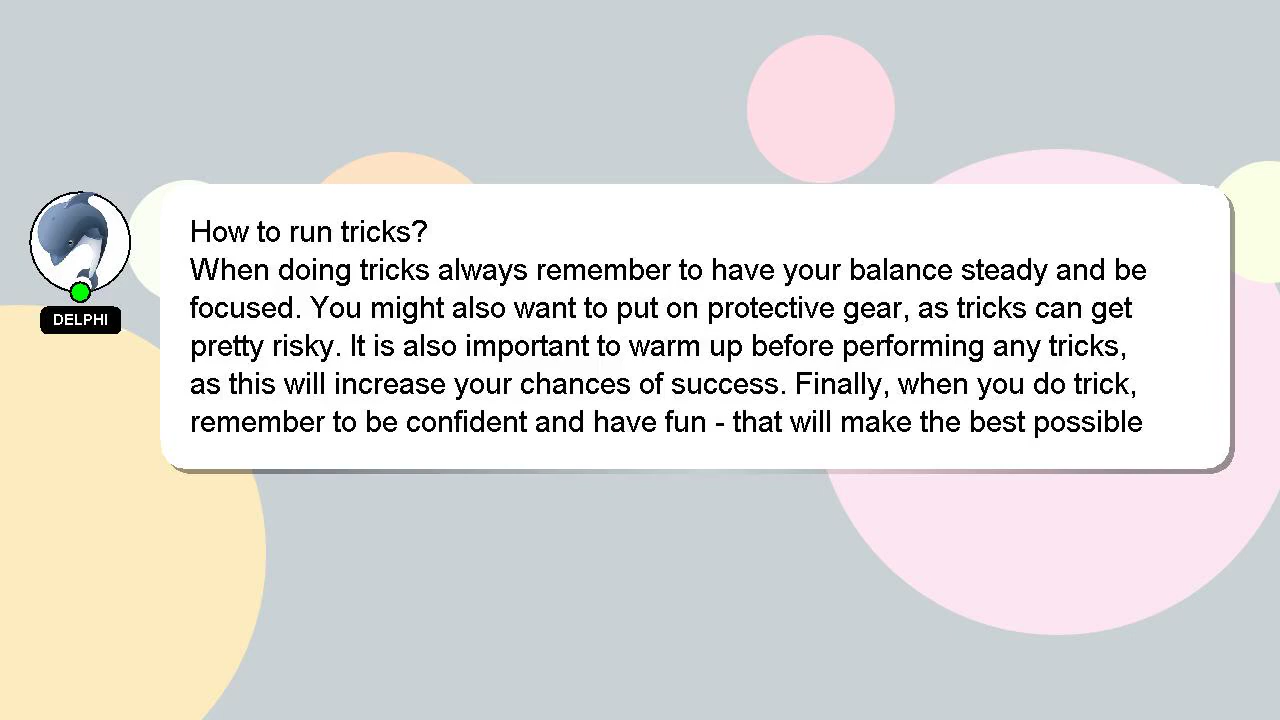 DELPHI
How to run tricks?
When doing tricks always remember to have your balance steady and be
focused. You might also want to put on protective gear, as tricks can get
pretty risky. It is also important to warm up before performing any tricks,
as this will increase your chances of success. Finally, when you do trick,
remember to be confident and have fun - that will make the best possible